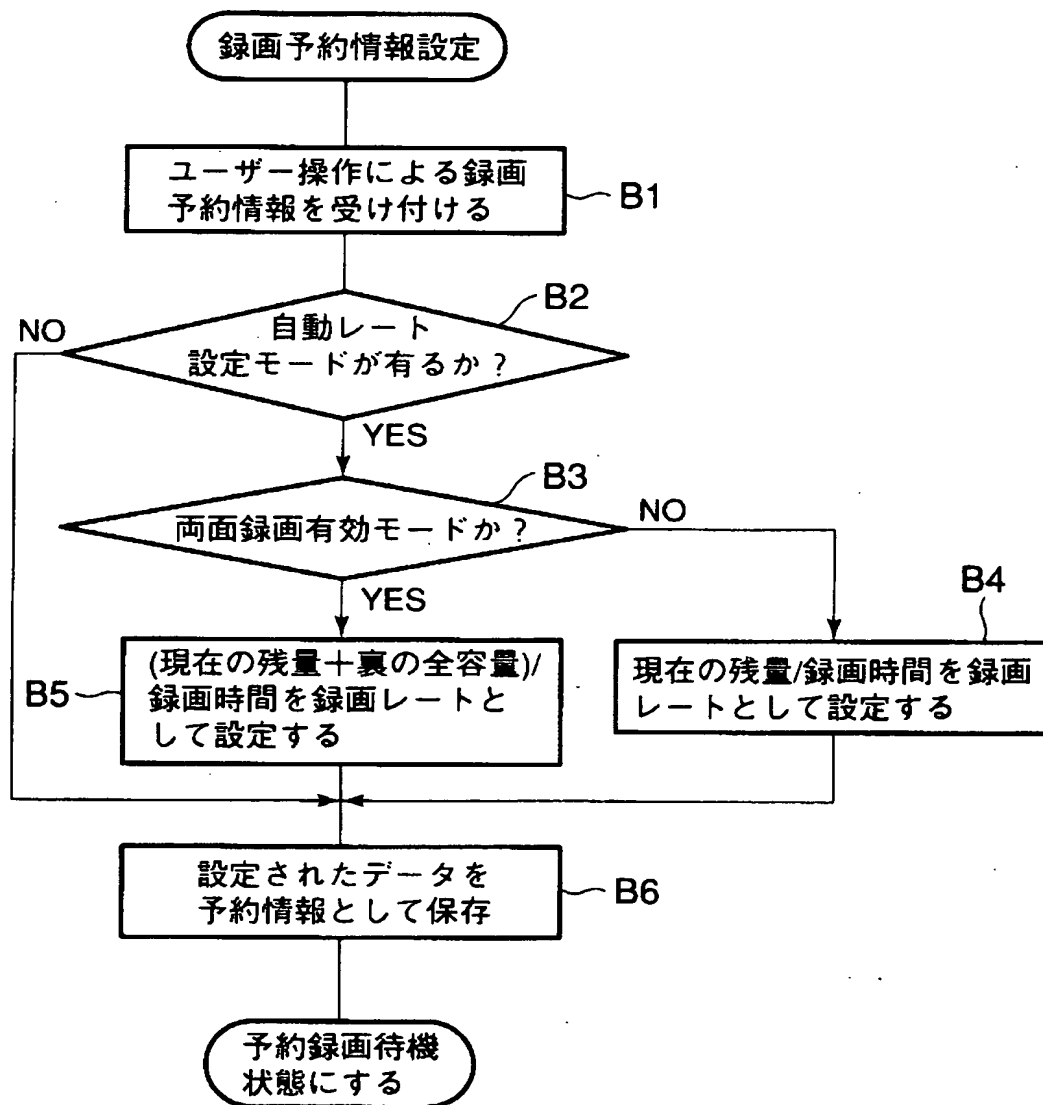 録画予約情報設定
ユーザー操作による録画
予約情報を受け付ける
B1
B2
自動レート
設定モードが有るか？
NO
YES
B3
両面録画有効モードか？
NO
YES
B4
現在の残量/録画時間を録画
レートとして設定する
B5
(現在の残量＋裏の全容量)/
録画時間を録画レートと
して設定する
設定されたデータを
予約情報として保存
B6
予約録画待機
状態にする